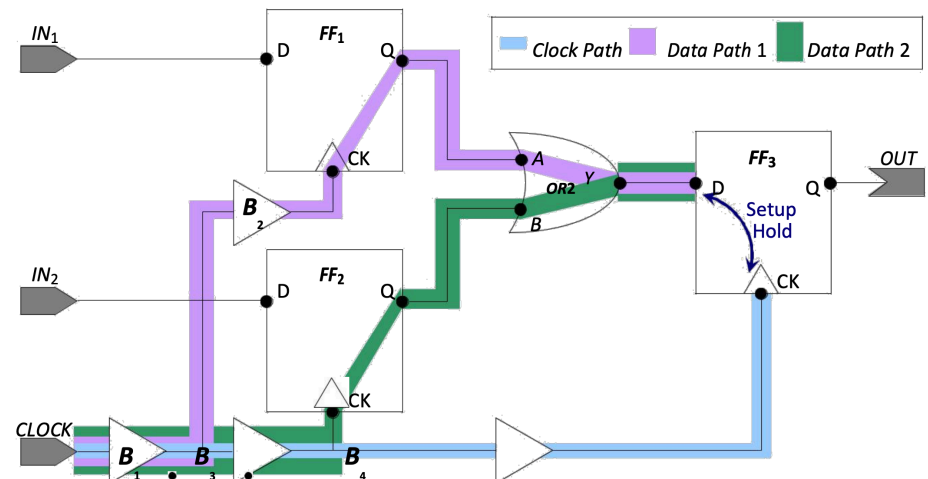 IN1
FF1
D
Q
CK
Clock Path
Data Path 1
Data Path 2
A
Y
OR2
B
FF3
D
Q
OUT
Setup
Hold
CK
B2
IN2
FF2
D
Q
CK
CLOCK
B1
B3
B4